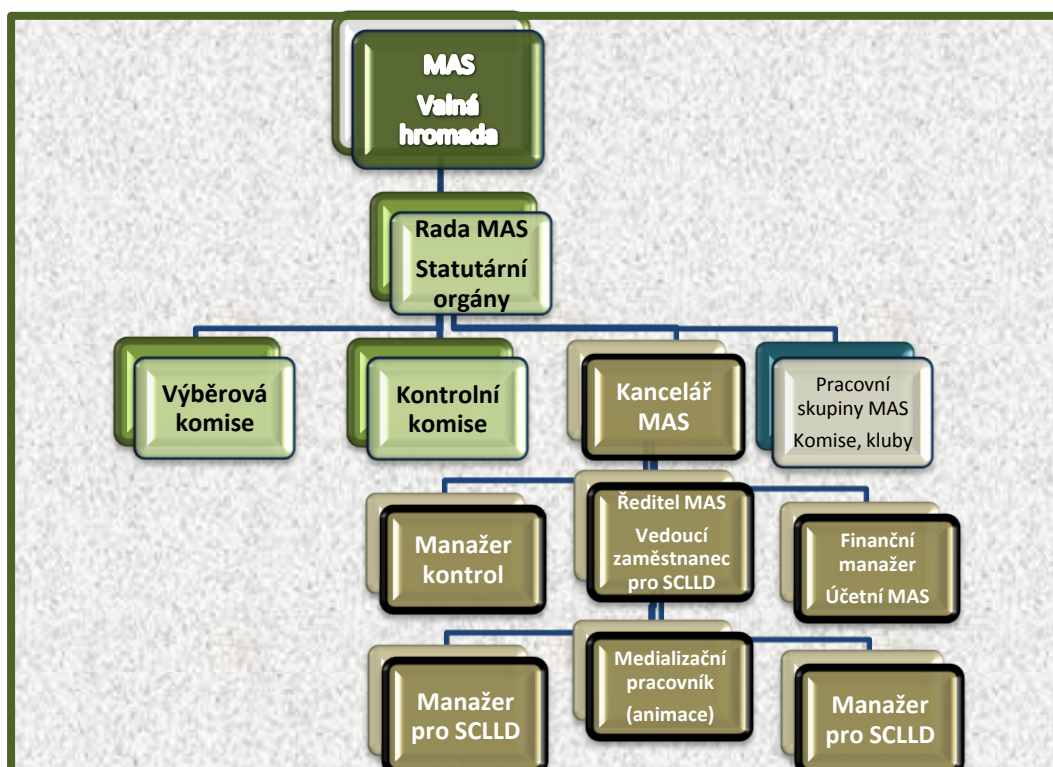 MAS
Valná
hromada
Rada MAS
Statutární
orgány
Výběrová
komise
Kontrolní
komise
Kancelář
MAS
Pracovní
skupiny MAS
Komise, kluby
Manažer
kontrol
Ředitel MAS
Vedoucí
zaměstnanec
pro SCLLD
Finanční
manažer
Účetní MAS
Manažer
pro SCLLD
Medializační
pracovník
(animace)
Manažer
pro SCLLD